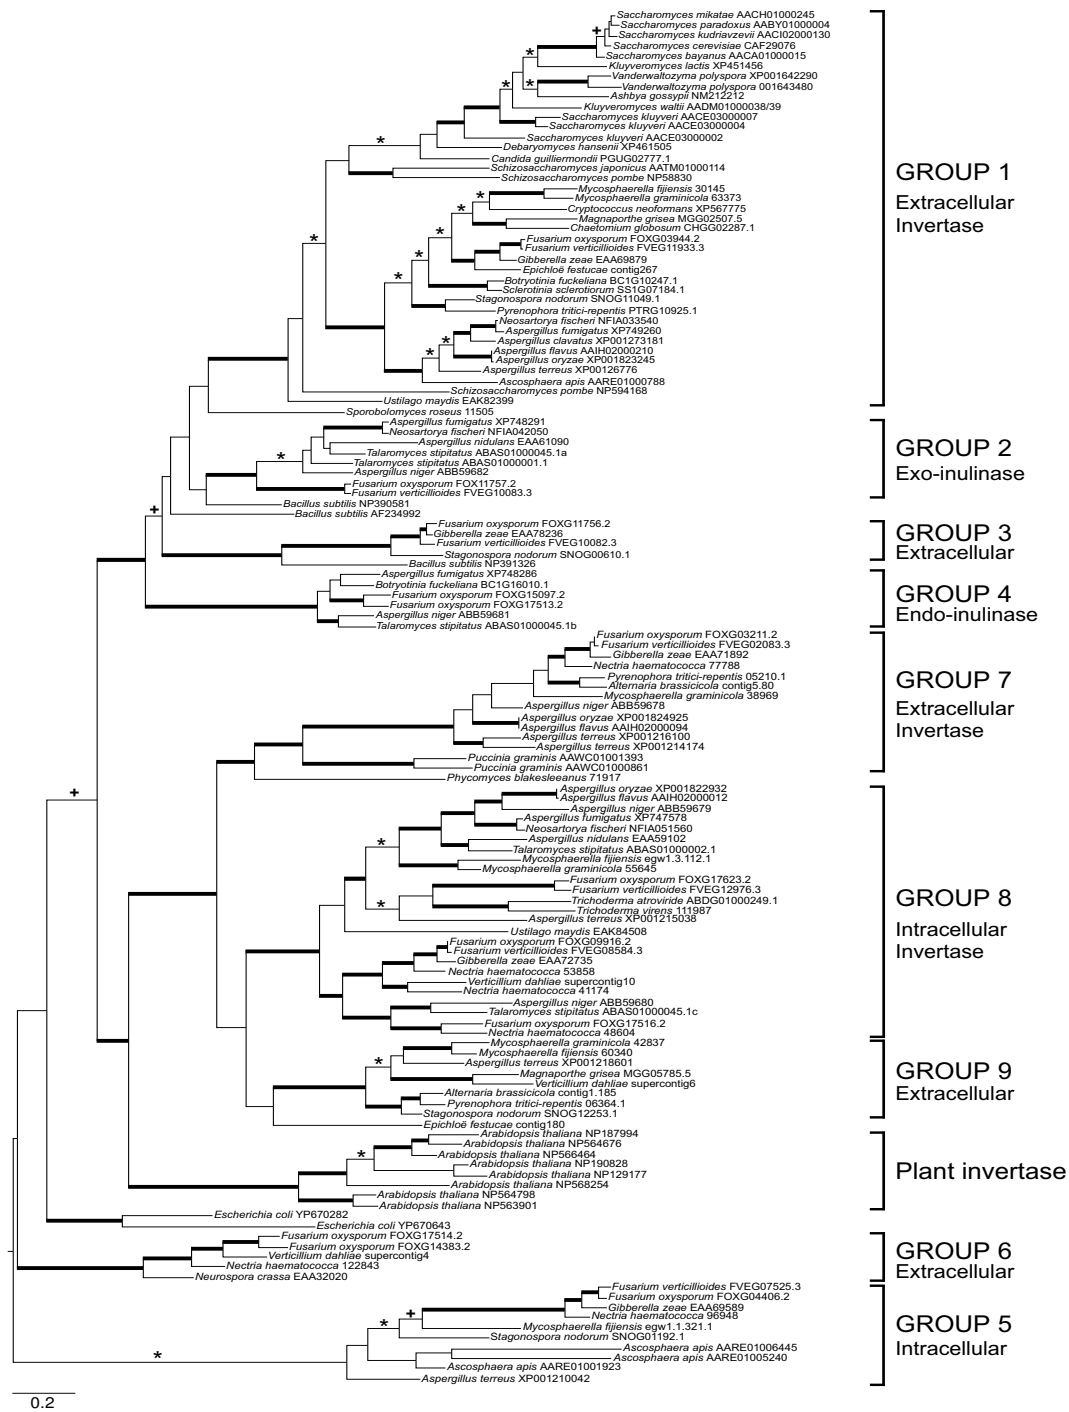 Saccharomyces mikatae AACH01000245
Saccharomyces paradoxus AABY01000004
+
Saccharomyces kudriavzevii AACI02000130
Saccharomyces cerevisiae CAF29076
*
Saccharomyces bayanus AACA01000015
Kluyveromyces lactis XP451456
Vanderwaltozyma polyspora XP001642290
* *
Vanderwaltozyma polyspora 001643480
Ashbya gossypii NM212212
Kluyveromyces waltii AADM01000038/39
Saccharomyces kluyveri AACE03000007
Saccharomyces kluyveri AACE03000004
*
Saccharomyces kluyveri AACE03000002
Debaryomyces hansenii XP461505
Candida guilliermondii PGUG02777.1
Schizosaccharomyces japonicus AATM01000114
Schizosaccharomyces pombe NP58830
GROUP 1
Extracellular
Invertase
Mycosphaerella fijiensis 30145
*
Mycosphaerella graminicola 63373
*
Cryptococcus neoformans XP567775
Magnaporthe grisea MGG02507.5
*
Chaetomium globosum CHGG02287.1
*
Fusarium oxysporum FOXG03944.2
Fusarium verticillioides FVEG11933.3
*
Gibberella zeae EAA69879
Epichloë festucae contig267
*
Botryotinia fuckeliana BC1G10247.1
Sclerotinia sclerotiorum SS1G07184.1
Stagonospora nodorum SNOG11049.1
Pyrenophora tritici-repentis PTRG10925.1
Neosartorya fischeri NFIA033540
Aspergillus fumigatus XP749260
*
Aspergillus clavatus XP001273181
*
Aspergillus flavus AAIH02000210
Aspergillus oryzae XP001823245
Aspergillus terreus XP00126776
Ascosphaera apis AARE01000788
Schizosaccharomyces pombe NP594168
Ustilago maydis EAK82399
Sporobolomyces roseus 11505
Aspergillus fumigatus XP748291
Neosartorya fischeri NFIA042050
Aspergillus nidulans EAA61090
*
Talaromyces stipitatus ABAS01000045.1a
Talaromyces stipitatus ABAS01000001.1
Aspergillus niger ABB59682
Fusarium oxysporum FOX11757.2
Fusarium verticillioides FVEG10083.3
GROUP 2
Exo-inulinase
Bacillus subtilis NP390581
+
Bacillus subtilis AF234992
Fusarium oxysporum FOXG11756.2
Gibberella zeae EAA78236
Fusarium verticillioides FVEG10082.3
Stagonospora nodorum SNOG00610.1
Bacillus subtilis NP391326
GROUP 3
Extracellular
Aspergillus fumigatus XP748286
Botryotinia fuckeliana BC1G16010.1
Fusarium oxysporum FOXG15097.2
Fusarium oxysporum FOXG17513.2
Aspergillus niger ABB59681
Talaromyces stipitatus ABAS01000045.1b
GROUP 4
Endo-inulinase
Fusarium oxysporum FOXG03211.2
Fusarium verticillioides FVEG02083.3
Gibberella zeae EAA71892
Nectria haematococca 77788
Pyrenophora tritici-repentis 05210.1
Alternaria brassicicola contig5.80
Mycosphaerella graminicola 38969
Aspergillus niger ABB59678
Aspergillus oryzae XP001824925
Aspergillus flavus AAIH02000094
Aspergillus terreus XP001216100
Aspergillus terreus XP001214174
Puccinia graminis AAWC01001393
Puccinia graminis AAWC01000861
Phycomyces blakesleeanus 71917
GROUP 7
Extracellular
Invertase
+
Aspergillus oryzae XP001822932
Aspergillus flavus AAIH02000012
Aspergillus niger ABB59679
Aspergillus fumigatus XP747578
Neosartorya fischeri NFIA051560
*
Aspergillus nidulans EAA59102
Talaromyces stipitatus ABAS01000002.1
Mycosphaerella fijiensis egw1.3.112.1
Mycosphaerella graminicola 55645
Fusarium oxysporum FOXG17623.2
Fusarium verticillioides FVEG12976.3
*
Trichoderma atroviride ABDG01000249.1
Trichoderma virens 111987
Aspergillus terreus XP001215038
Ustilago maydis EAK84508
Fusarium oxysporum FOXG09916.2
Fusarium verticillioides FVEG08584.3
Gibberella zeae EAA72735
Nectria haematococca 53858
Verticillium dahliae supercontig10
Nectria haematococca 41174
Aspergillus niger ABB59680
Talaromyces stipitatus ABAS01000045.1c
Fusarium oxysporum FOXG17516.2
Nectria haematococca 48604
GROUP 8
Intracellular
Invertase
Mycosphaerella graminicola 42837
Mycosphaerella fijiensis 60340
*
Aspergillus terreus XP001218601
Magnaporthe grisea MGG05785.5
Verticillium dahliae supercontig6
Alternaria brassicicola contig1.185
Pyrenophora tritici-repentis 06364.1
Stagonospora nodorum SNOG12253.1
Epichloë festucae contig180
GROUP 9
Extracellular
Arabidopsis thaliana NP187994
Arabidopsis thaliana NP564676
*
Arabidopsis thaliana NP566464
Arabidopsis thaliana NP190828
Arabidopsis thaliana NP129177
Arabidopsis thaliana NP568254
Arabidopsis thaliana NP564798
Arabidopsis thaliana NP563901
Plant invertase
Escherichia coli YP670282
Escherichia coli YP670643
Fusarium oxysporum FOXG17514.2
Fusarium oxysporum FOXG14383.2
Verticillium dahliae supercontig4
Nectria haematococca 122843
Neurospora crassa EAA32020
GROUP 6
Extracellular
Fusarium verticillioides FVEG07525.3
Fusarium oxysporum FOXG04406.2
Gibberella zeae EAA69589
+
Nectria haematococca 96948
*
Mycosphaerella fijiensis egw1.1.321.1
Stagonospora nodorum SNOG01192.1
Ascosphaera apis AARE01006445
*
Ascosphaera apis AARE01005240
Ascosphaera apis AARE01001923
Aspergillus terreus XP001210042
GROUP 5
Intracellular
0.2